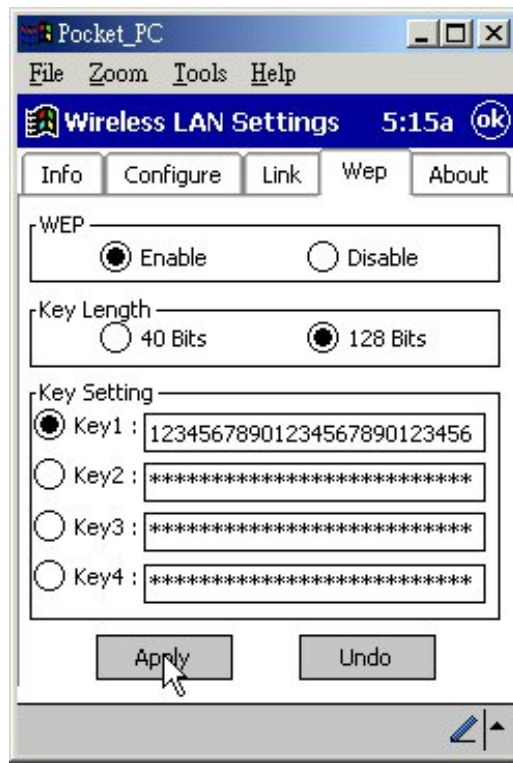 Pocket_PC
File Zoom Tools Help
Wireless LAN Settings 5:15a ok
Info Configure Link Wep About
WEP
Enable Disable
Key Length
40 Bits 128 Bits
Key Setting
Key1 : 12345678901234567890123456
Key2 : **************************
Key3 : **************************
Key4 : **************************
Apply Undo